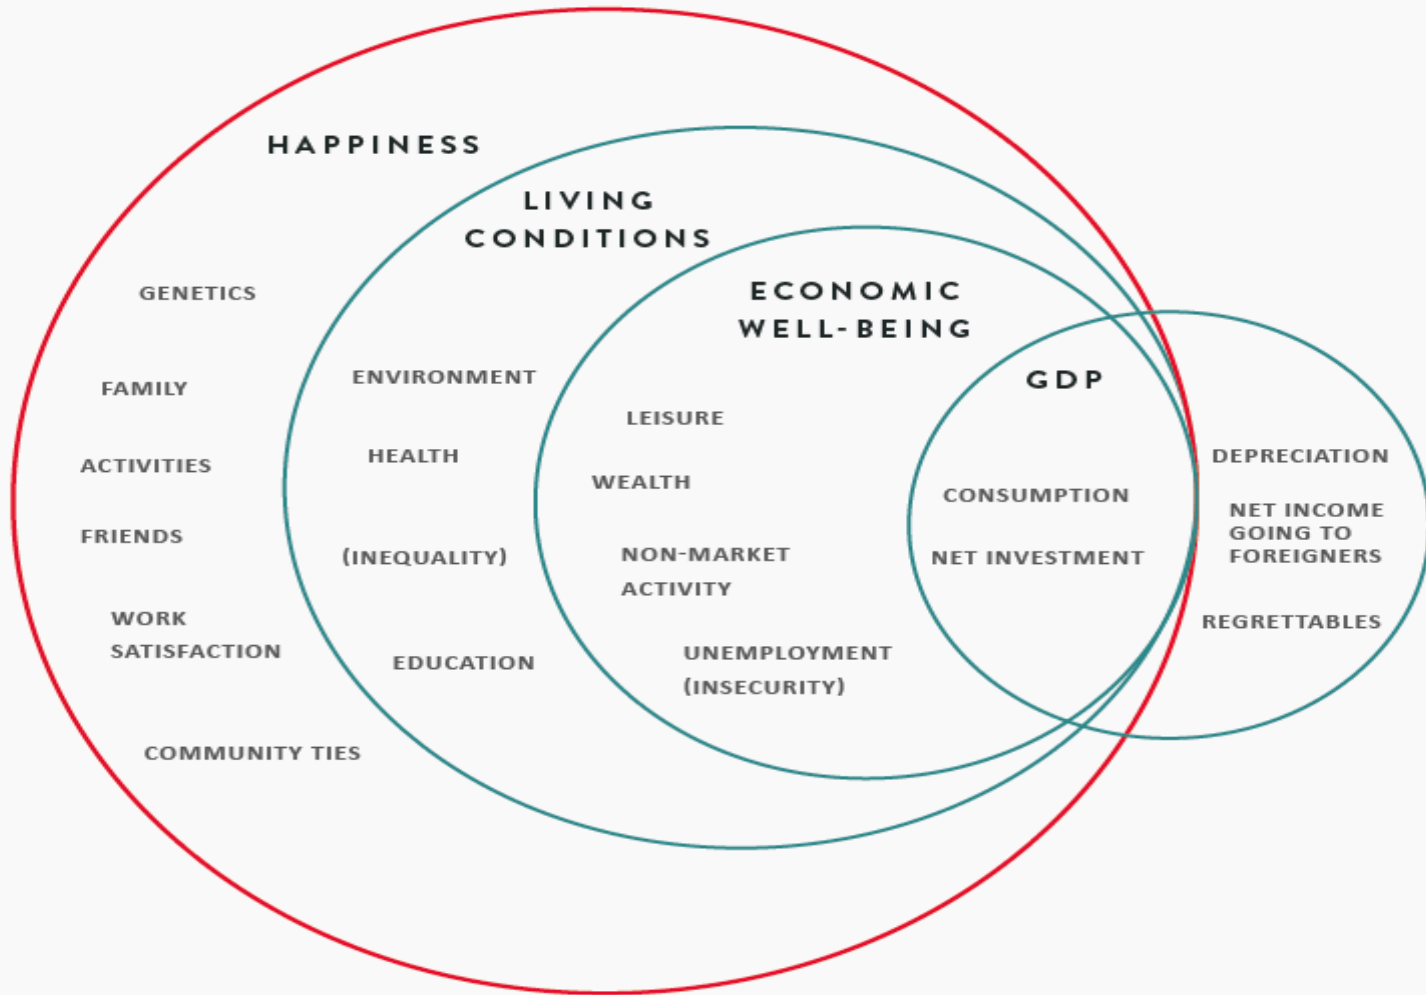 HAPPINESS
LIVING
CONDITIONS
ECONOMIC
WELL-BEING
GDP
GENETICS
FAMILY
ACTIVITIES
FRIENDS
WORK
SATISFACTION
COMMUNITY TIES
ENVIRONMENT
HEALTH
(INEQUALITY)
EDUCATION
LEISURE
WEALTH
NON-MARKET
ACTIVITY
UNEMPLOYMENT
(INSECURITY)
CONSUMPTION
NET INVESTMENT
DEPRECIATION
NET INCOME
GOING TO
FOREIGNERS
REGRETTABLES